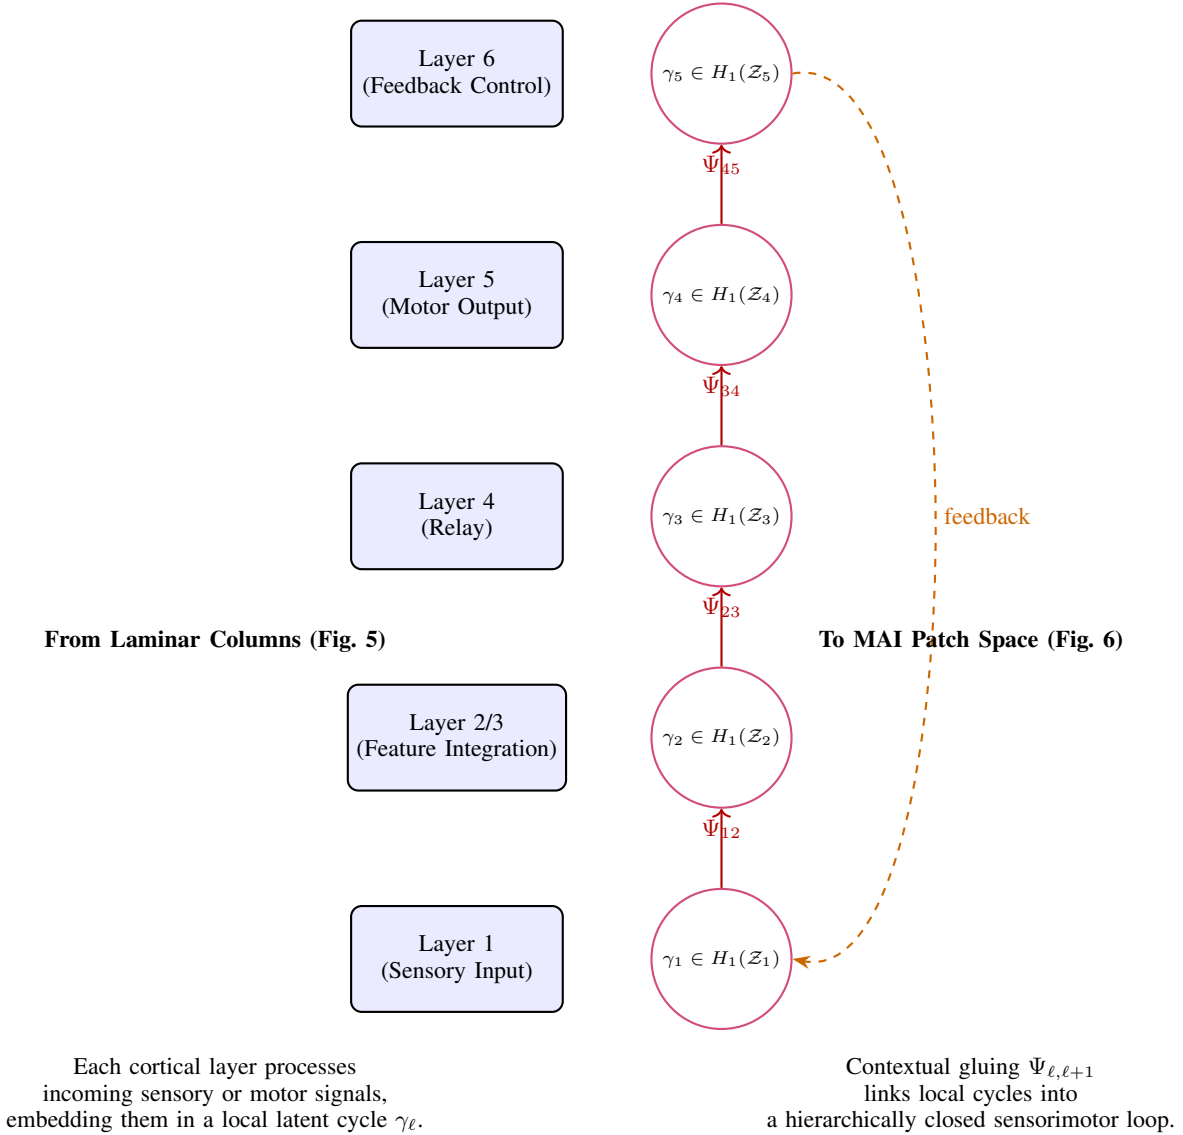 Layer 6
(Feedback Control)
γ₅ ∈ H₁(𝒵₅)
Ψ₄₅
Layer 5
(Motor Output)
γ₄ ∈ H₁(𝒵₄)
Ψ₃₄
Layer 4
(Relay)
γ₃ ∈ H₁(𝒵₃)
feedback
Ψ₂₃
From Laminar Columns (Fig. 5)
To MAI Patch Space (Fig. 6)
Layer 2/3
(Feature Integration)
γ₂ ∈ H₁(𝒵₂)
Ψ₁₂
Layer 1
(Sensory Input)
γ₁ ∈ H₁(𝒵₁)
Each cortical layer processes
incoming sensory or motor signals,
embedding them in a local latent cycle γ_ℓ.
Contextual gluing Ψ_{ℓ,ℓ+1}
links local cycles into
a hierarchically closed sensorimotor loop.